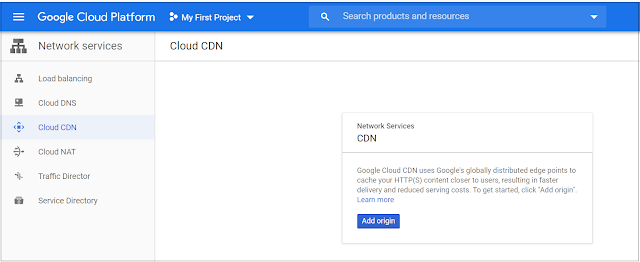 Google Cloud Platform
My First Project
Search products and resources
Network services
Cloud CDN
Load balancing
Cloud DNS
Cloud CDN
Cloud NAT
Traffic Director
Service Directory
Network Services
CDN
Google Cloud CDN uses Google's globally distributed edge points to
cache your HTTP(S) content closer to users, resulting in faster
delivery and reduced serving costs. To get started, click "Add origin".
Learn more
Add origin